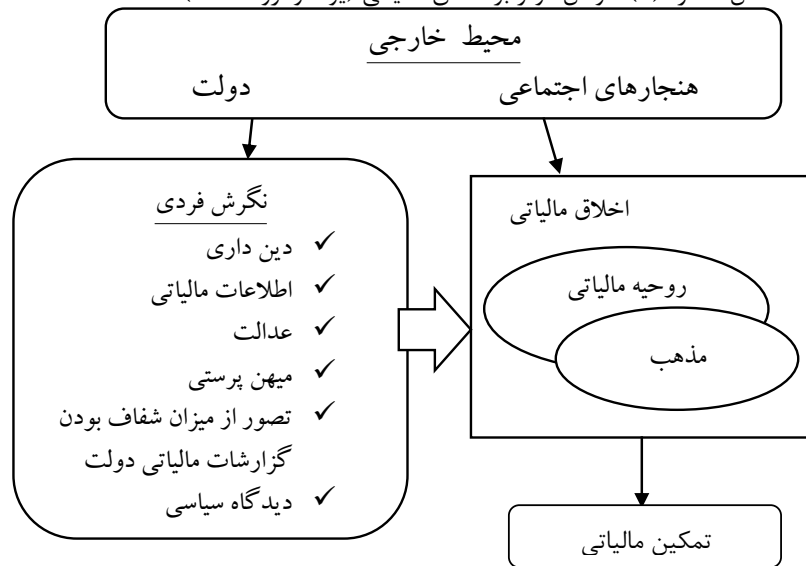 محیط خارجی
هنجارهای اجتماعی
دولت
نگرش فردی
✓ دین داری
✓ اطلاعات مالیاتی
✓ عدالت
✓ میهن پرستی
✓ تصور از میزان شفاف بودن
گزارشات مالیاتی دولت
✓ دیدگاه سیاسی
اخلاق مالیاتی
روحیه مالیاتی
مذهب
تمکین مالیاتی